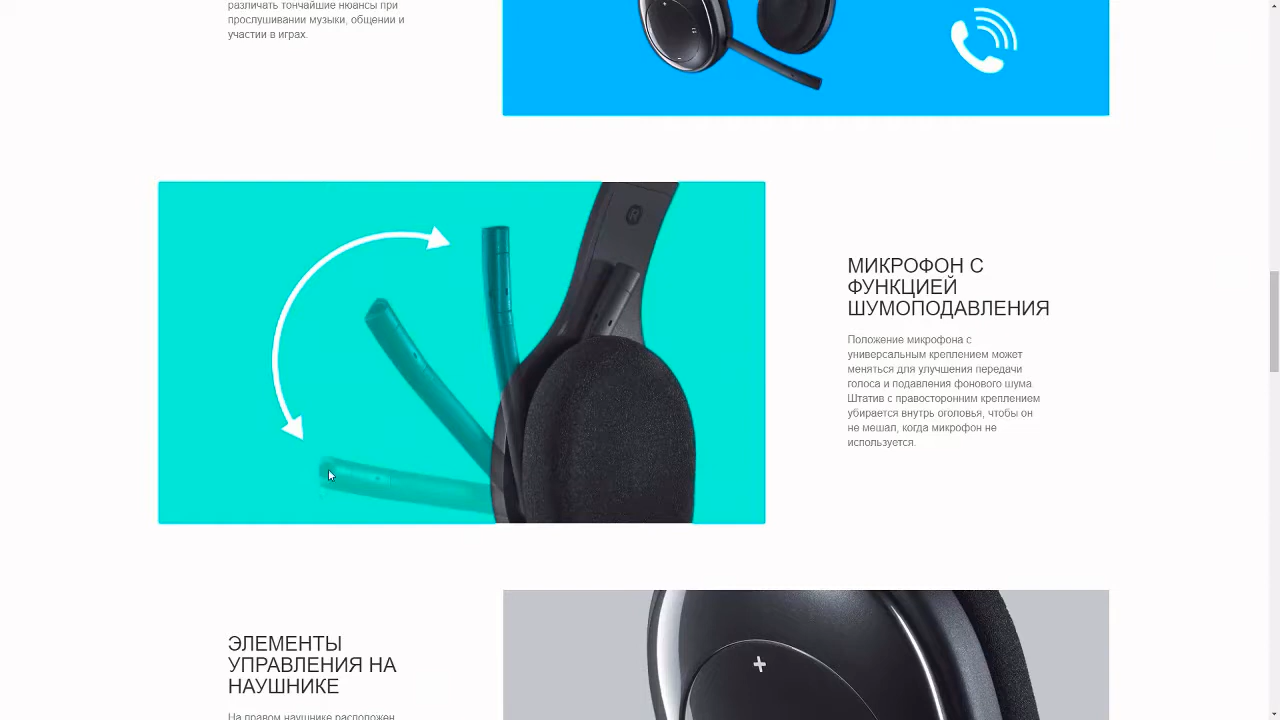 различать тончайшие нюансы при
прослушивании музыки, общении и
участии в играх.
R
МИКРОФОН С
ФУНКЦИЕЙ
ШУМОПОДАВЛЕНИЯ
Положение микрофона с
универсальным креплением может
меняться для улучшения передачи
голоса и подавления фонового шума.
Штатив с правосторонним креплением
убирается внутрь оголовья, чтобы он
не мешал, когда микрофон не
используется.
ЭЛЕМЕНТЫ
УПРАВЛЕНИЯ НА
НАУШНИКЕ
На правом наушнике расположен